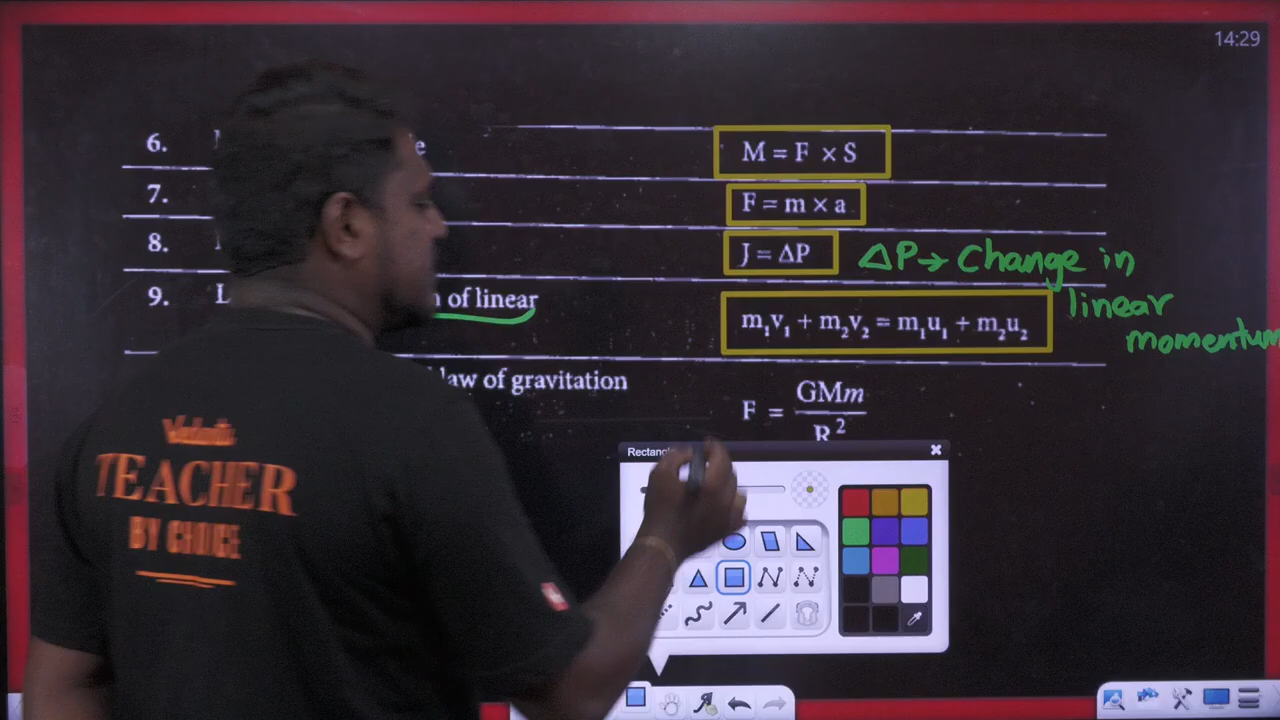 14:29
6. M = F × S
7. F = m × a
8. J = ΔP ΔP → Change in
linear
momentum
9. of linear
m₁v₁ + m₂v₂ = m₁u₁ + m₂u₂
law of gravitation
F = GMm / R²
TEACHER
BY CHOICE